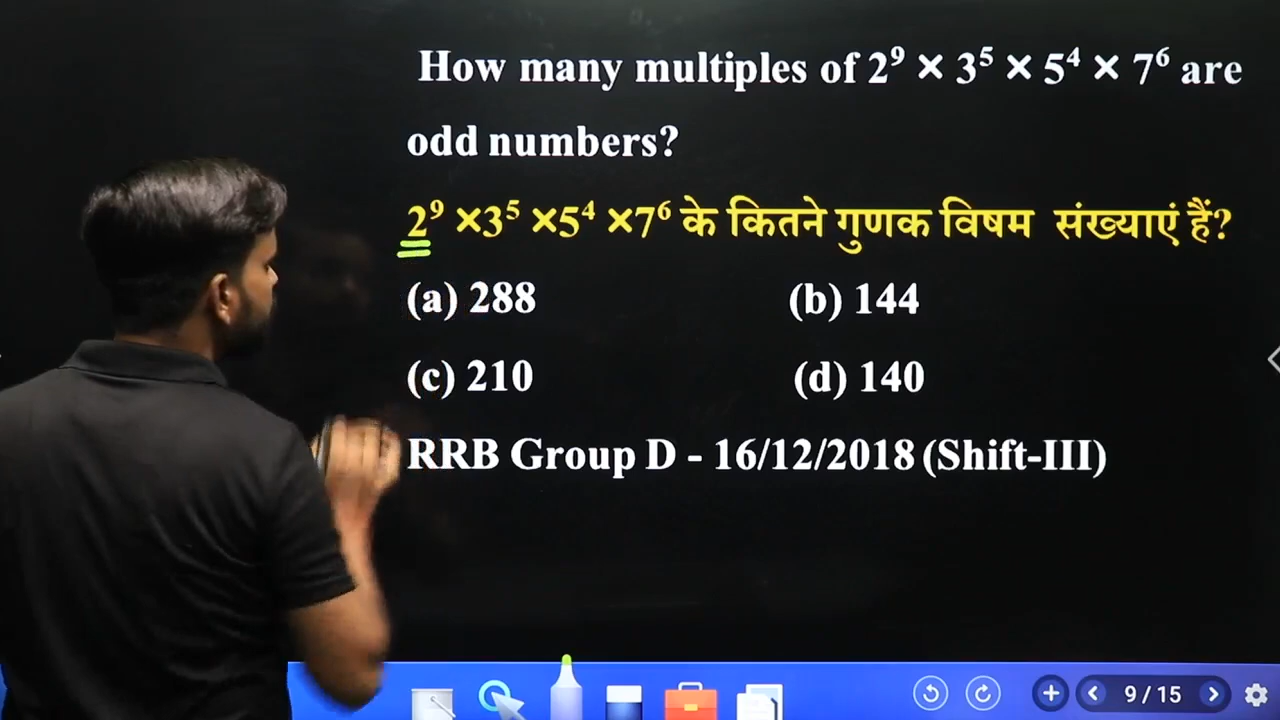 How many multiples of 2⁹ × 3⁵ × 5⁴ × 7⁶ are
odd numbers?
2⁹ ×3⁵ ×5⁴ ×7⁶ के कितने गुणक विषम संख्याएं हैं?
(a) 288 (b) 144
(c) 210 (d) 140
RRB Group D - 16/12/2018 (Shift-III)
9 / 15